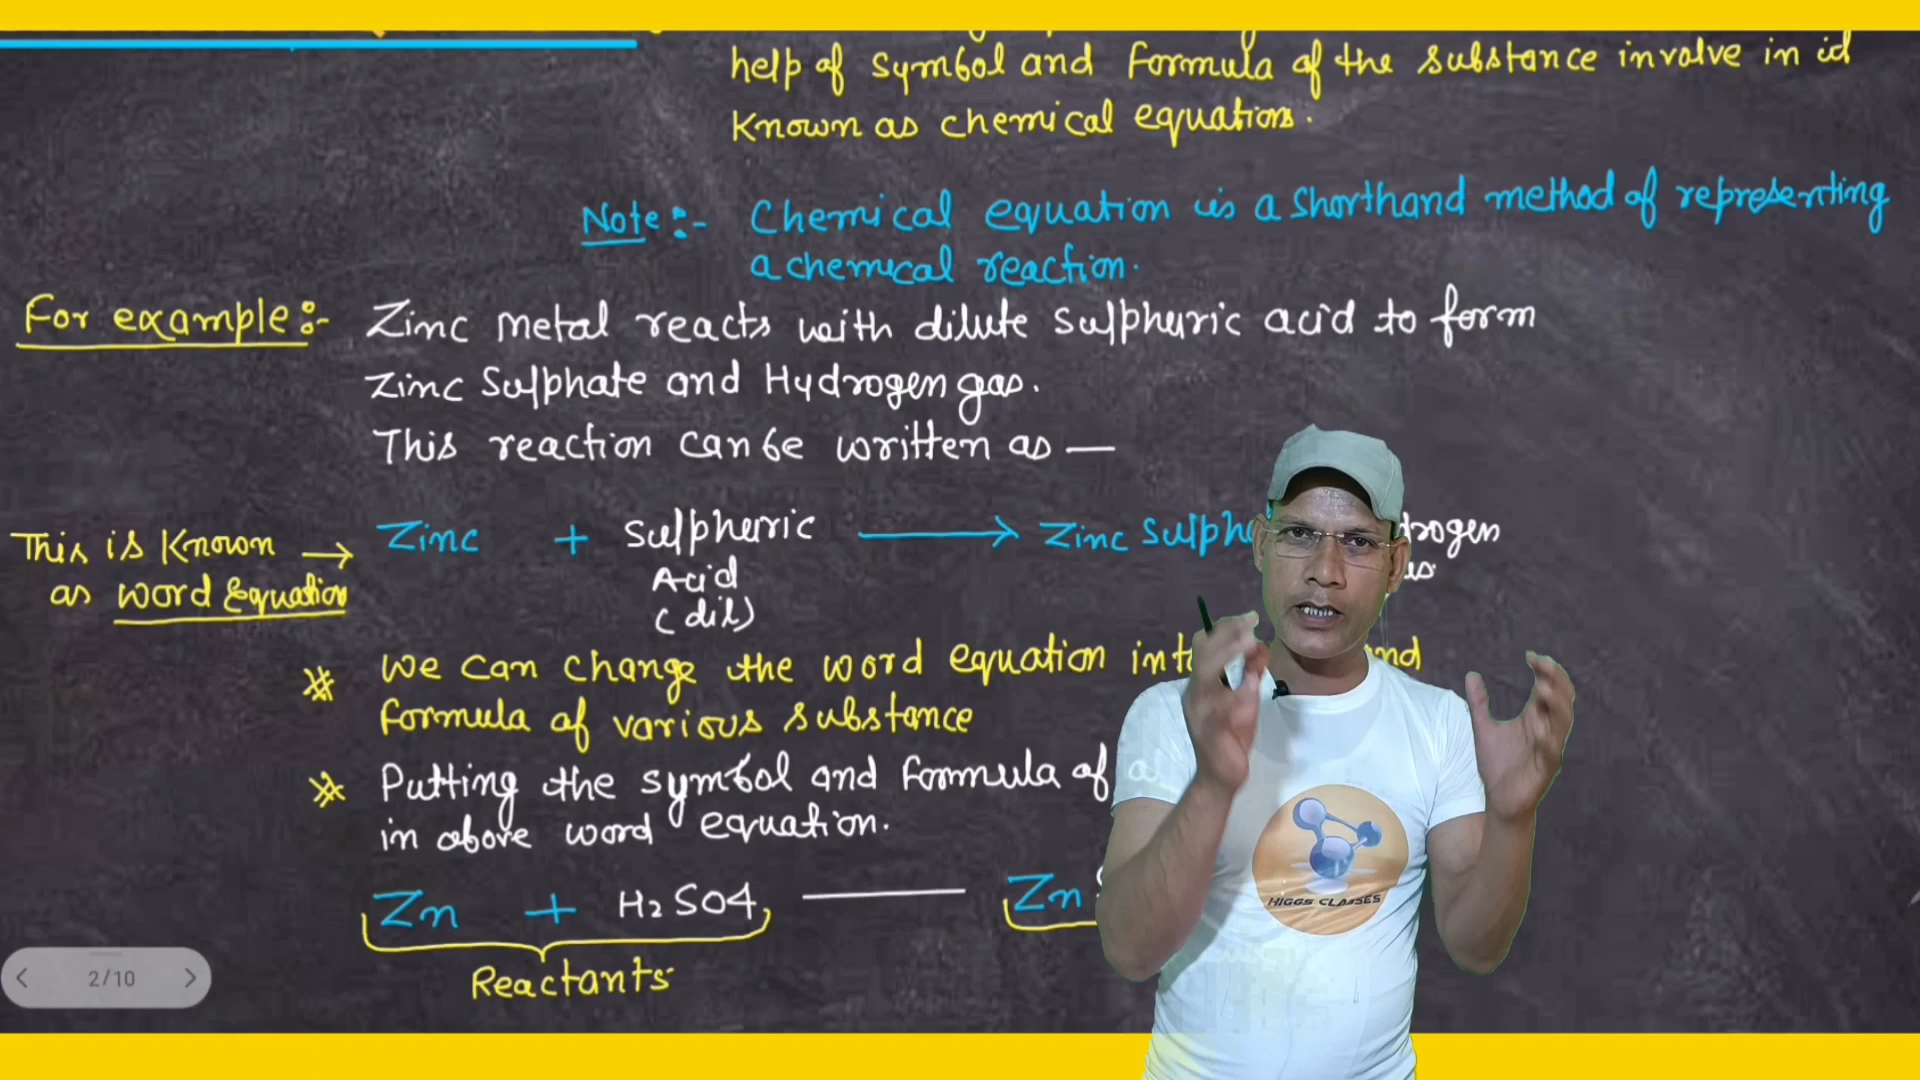 help of symbol and formula of the substance involve in id
Known as chemical equations.
Note:- Chemical equation is a shorthand method of representing
a chemical reaction.
For example:- Zinc metal reacts with dilute sulphuric acid to form
Zinc Sulphate and Hydrogen gas.
This reaction can be written as —
This is Known → Zinc + Sulphuric → Zinc Sulph drogen
as word Equation Acid
(dil)
* We can change the word equation int nd
formula of various substance
* Putting the symbol and formula of a
in above word equation.
Zn + H2SO4 — Zn
Reactants
HIGGS CLASSES
2/10